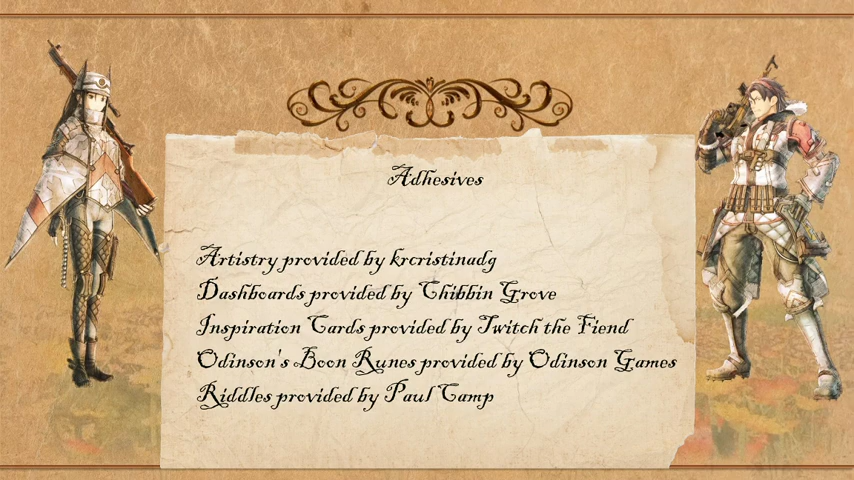 Adhesives
Artistry provided by krcristinadg
Dashboards provided by Chibbin Grove
Inspiration Cards provided by Twitch the Fiend
Odinson's Boon Runes provided by Odinson Games
Riddles provided by Paul Camp